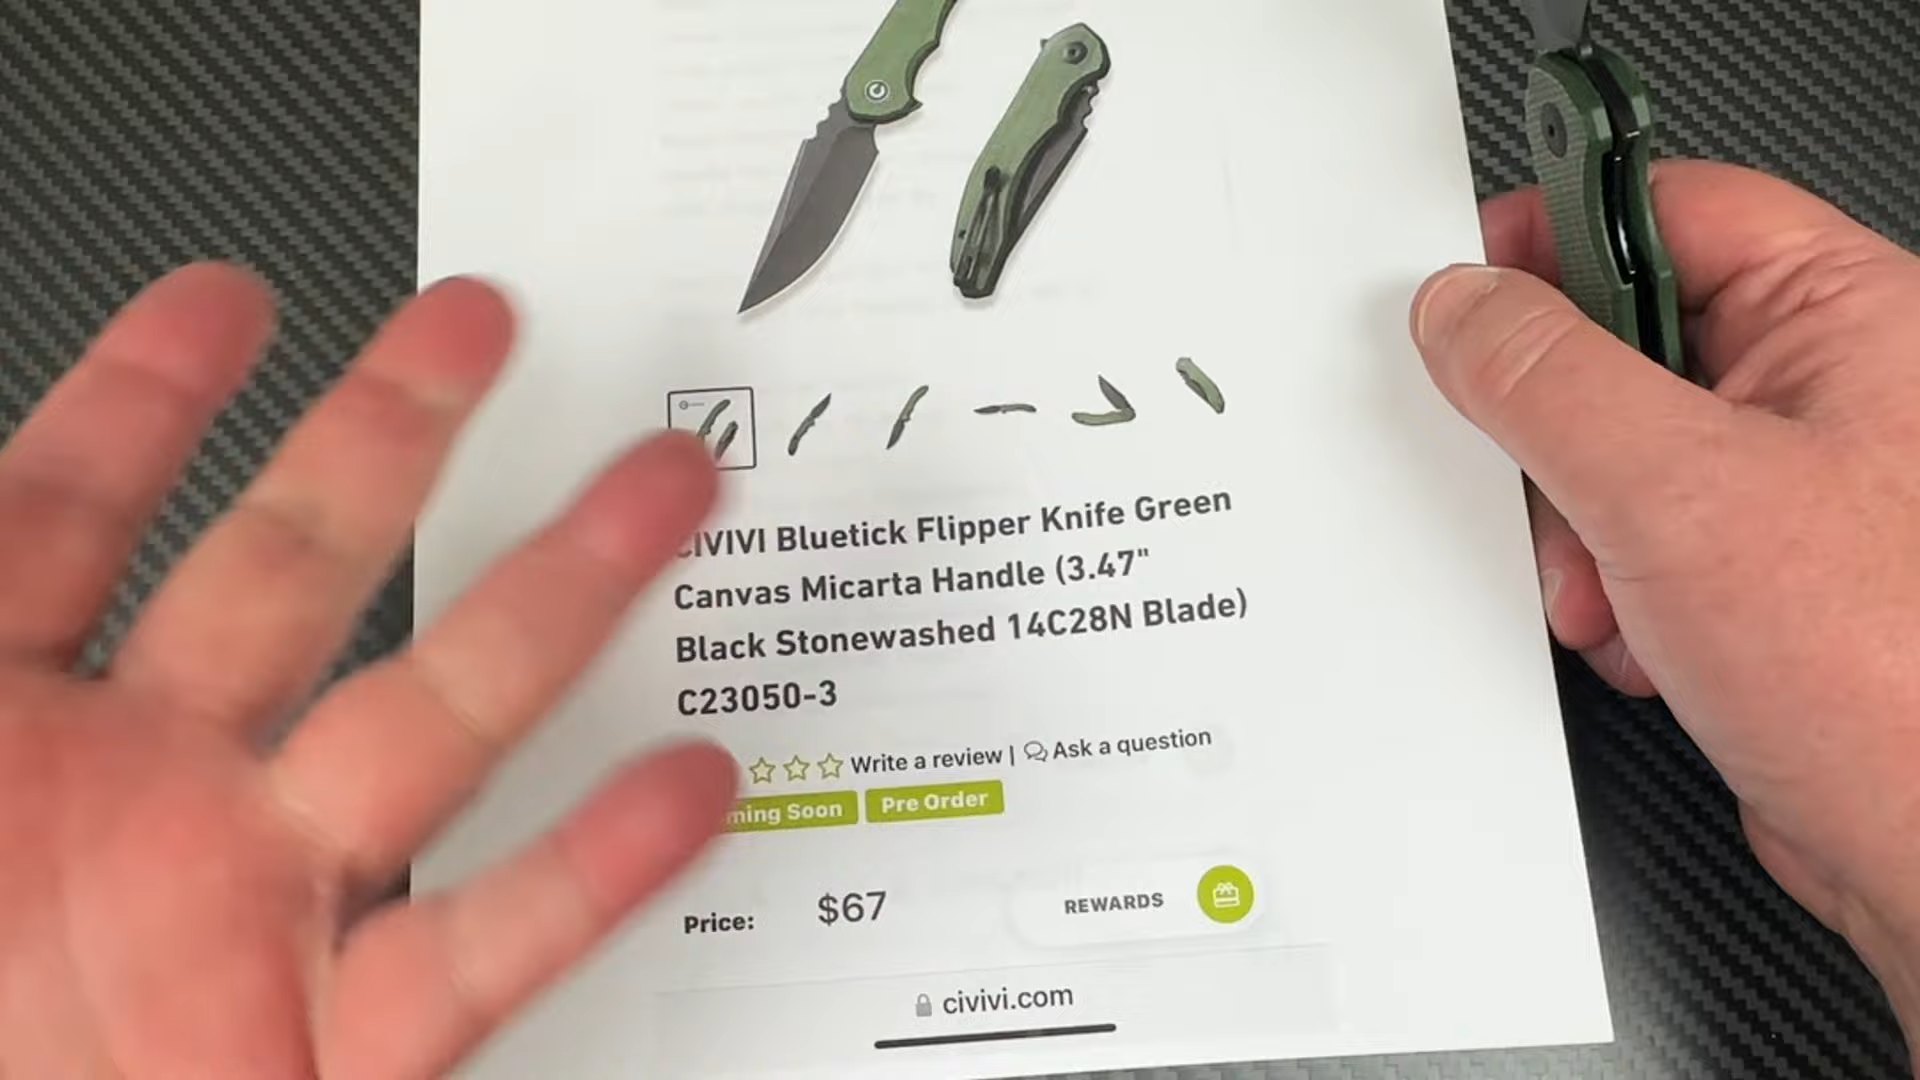 CIVIVI Bluetick Flipper Knife Green
Canvas Micarta Handle (3.47"
Black Stonewashed 14C28N Blade)
C23050-3
Write a review | Ask a question
ming Soon Pre Order
Price: $67 REWARDS
civivi.com